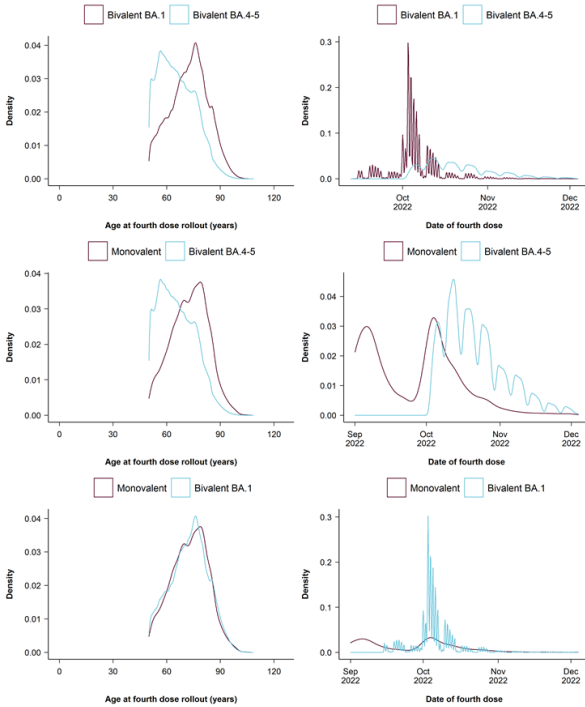 Bivalent BA.1 Bivalent BA.4-5
0.04
0.03
0.02
0.01
0.00
Density
0 30 60 90 120
Age at fourth dose rollout (years)
Bivalent BA.1 Bivalent BA.4-5
0.3
0.2
0.1
0.0
Density
Oct Nov Dec
2022 2022 2022
Date of fourth dose
Monovalent Bivalent BA.4-5
0.04
0.03
0.02
0.01
0.00
Density
0 30 60 90 120
Age at fourth dose rollout (years)
Monovalent Bivalent BA.4-5
0.04
0.03
0.02
0.01
0.00
Density
Sep Oct Nov Dec
2022 2022 2022 2022
Date of fourth dose
Monovalent Bivalent BA.1
0.04
0.03
0.02
0.01
0.00
Density
0 30 60 90 120
Age at fourth dose rollout (years)
Monovalent Bivalent BA.1
0.3
0.2
0.1
0.0
Density
Sep Oct Nov Dec
2022 2022 2022 2022
Date of fourth dose